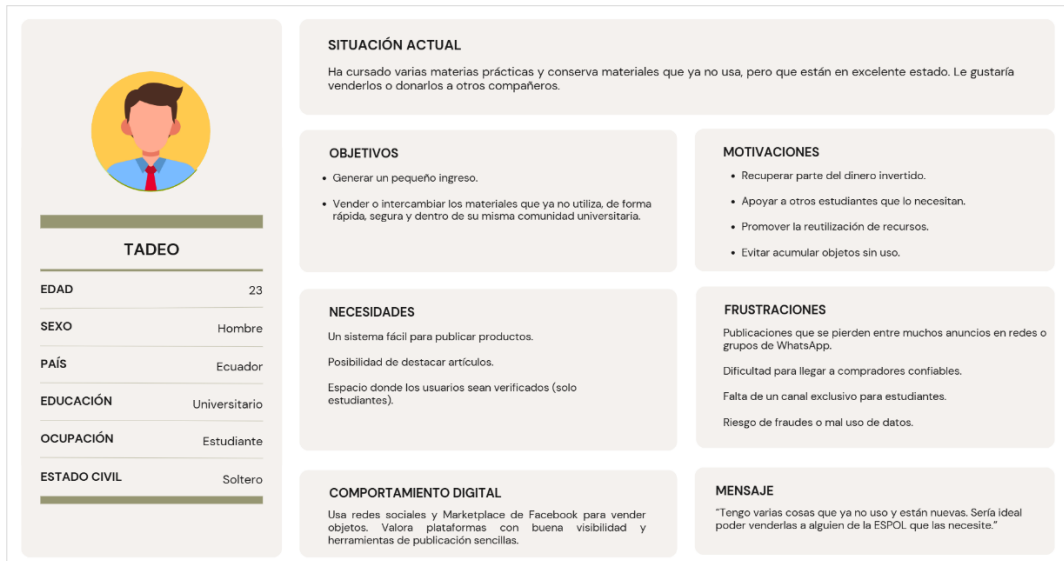 TADEO
EDAD 23
SEXO Hombre
PAÍS Ecuador
EDUCACIÓN Universitario
OCUPACIÓN Estudiante
ESTADO CIVIL Soltero
SITUACIÓN ACTUAL
Ha cursado varias materias prácticas y conserva materiales que ya no usa, pero que están en excelente estado. Le gustaría
venderlos o donarlos a otros compañeros.
OBJETIVOS
• Generar un pequeño ingreso.
• Vender o intercambiar los materiales que ya no utiliza, de forma
rápida, segura y dentro de su misma comunidad universitaria.
MOTIVACIONES
• Recuperar parte del dinero invertido.
• Apoyar a otros estudiantes que lo necesitan.
• Promover la reutilización de recursos.
• Evitar acumular objetos sin uso.
NECESIDADES
Un sistema fácil para publicar productos.
Posibilidad de destacar artículos.
Espacio donde los usuarios sean verificados (solo
estudiantes).
FRUSTRACIONES
Publicaciones que se pierden entre muchos anuncios en redes o
grupos de WhatsApp.
Dificultad para llegar a compradores confiables.
Falta de un canal exclusivo para estudiantes.
Riesgo de fraudes o mal uso de datos.
COMPORTAMIENTO DIGITAL
Usa redes sociales y Marketplace de Facebook para vender
objetos. Valora plataformas con buena visibilidad y
herramientas de publicación sencillas.
MENSAJE
“Tengo varias cosas que ya no uso y están nuevas. Sería ideal
poder venderlas a alguien de la ESPOL que las necesite.”